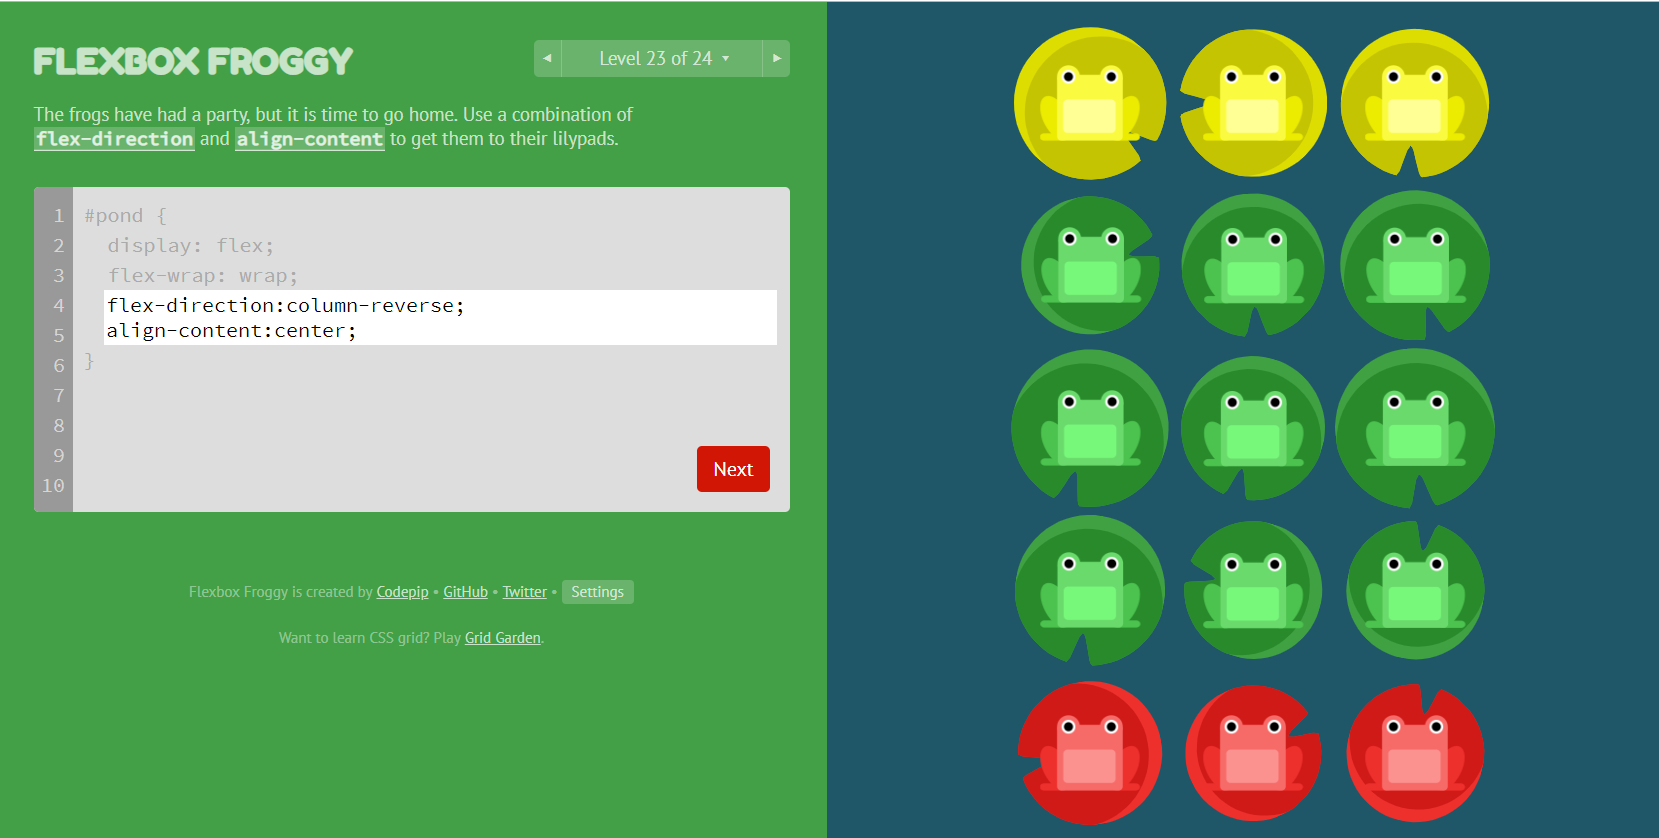 FLEXBOX FROGGY
◀ Level 23 of 24 ▼ ▶
The frogs have had a party, but it is time to go home. Use a combination of
flex-direction and align-content to get them to their lilypads.
1 #pond {
2 display: flex;
3 flex-wrap: wrap;
4 flex-direction:column-reverse;
5 align-content:center;
6 }
7
8
9
10
Next
Flexbox Froggy is created by Codepip • GitHub • Twitter • Settings
Want to learn CSS grid? Play Grid Garden.